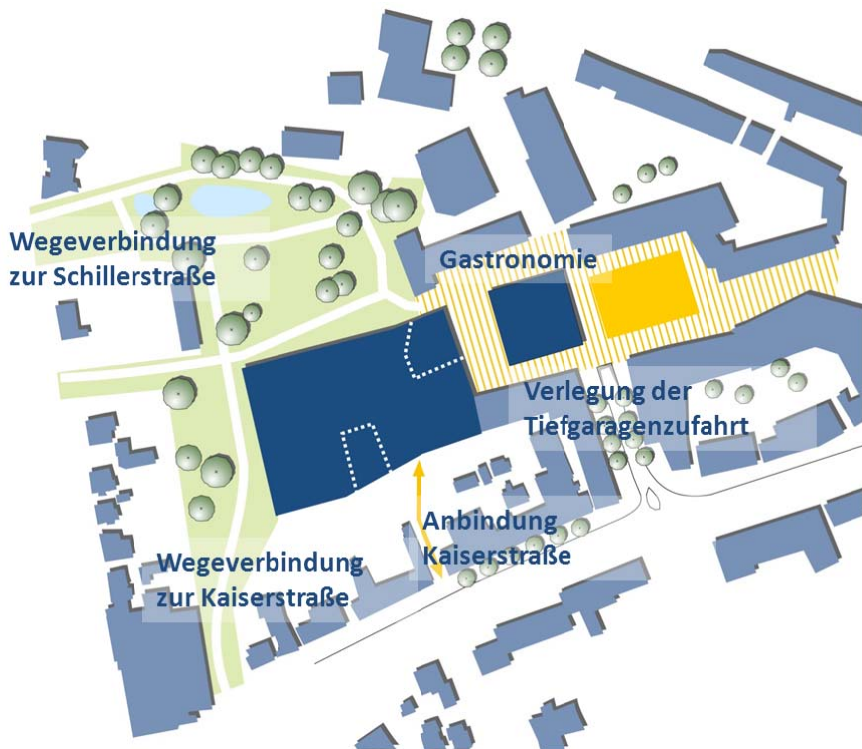 Wegeverbindung
zur Schillerstraße
Gastronomie
Verlegung der
Tiefgaragenzufahrt
Anbindung
Kaiserstraße
Wegeverbindung
zur Kaiserstraße